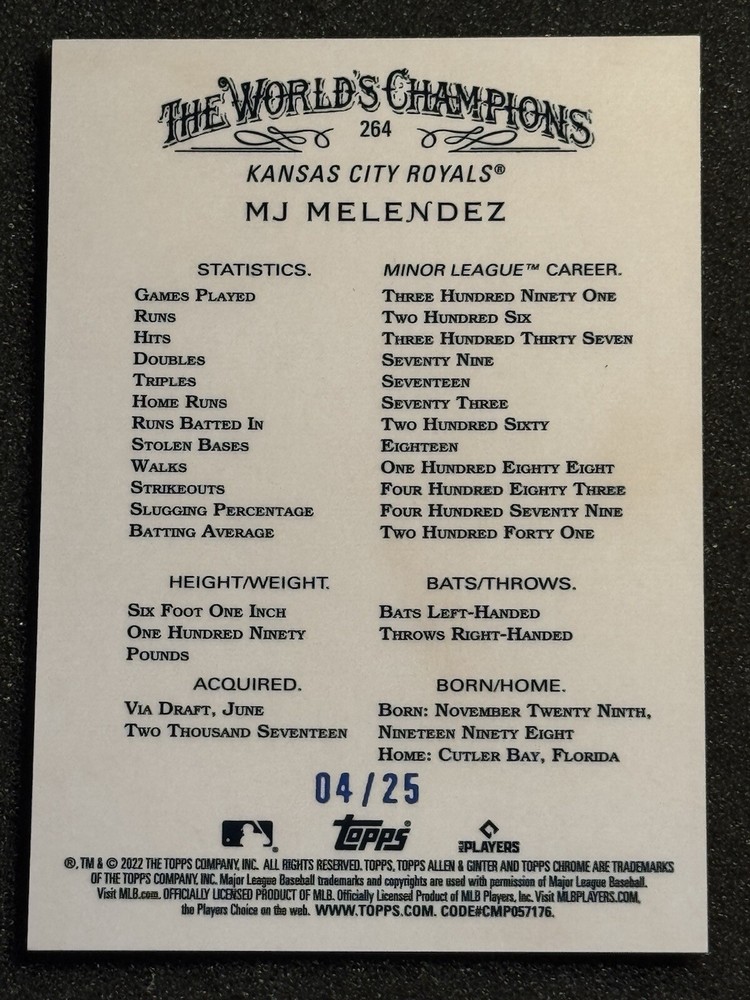 THE WORLD'S CHAMPIONS
264
KANSAS CITY ROYALS®
MJ MELENDEZ
STATISTICS. MINOR LEAGUE™ CAREER.
GAMES PLAYED THREE HUNDRED NINETY ONE
RUNS TWO HUNDRED SIX
HITS THREE HUNDRED THIRTY SEVEN
DOUBLES SEVENTY NINE
TRIPLES SEVENTEEN
HOME RUNS SEVENTY THREE
RUNS BATTED IN TWO HUNDRED SIXTY
STOLEN BASES EIGHTEEN
WALKS ONE HUNDRED EIGHTY EIGHT
STRIKEOUTS FOUR HUNDRED EIGHTY THREE
SLUGGING PERCENTAGE FOUR HUNDRED SEVENTY NINE
BATTING AVERAGE TWO HUNDRED FORTY ONE
HEIGHT/WEIGHT. BATS/THROWS.
SIX FOOT ONE INCH BATS LEFT-HANDED
ONE HUNDRED NINETY THROWS RIGHT-HANDED
POUNDS
ACQUIRED. BORN/HOME.
VIA DRAFT, JUNE BORN: NOVEMBER TWENTY NINTH,
TWO THOUSAND SEVENTEEN NINETEEN NINETY EIGHT
HOME: CUTLER BAY, FLORIDA
04/25
topps MLB PLAYERS
®, TM & © 2022 THE TOPPS COMPANY, INC. ALL RIGHTS RESERVED. TOPPS, TOPPS ALLEN & GINTER AND TOPPS CHROME ARE TRADEMARKS
OF THE TOPPS COMPANY, INC. Major League Baseball trademarks and copyrights are used with permission of Major League Baseball.
Visit MLB.com. OFFICIALLY LICENSED PRODUCT OF MLB. Officially Licensed Product of MLB Players, Inc. Visit MLBPLAYERS.COM,
the Players Choice on the web. WWW.TOPPS.COM. CODE#CMP057176.